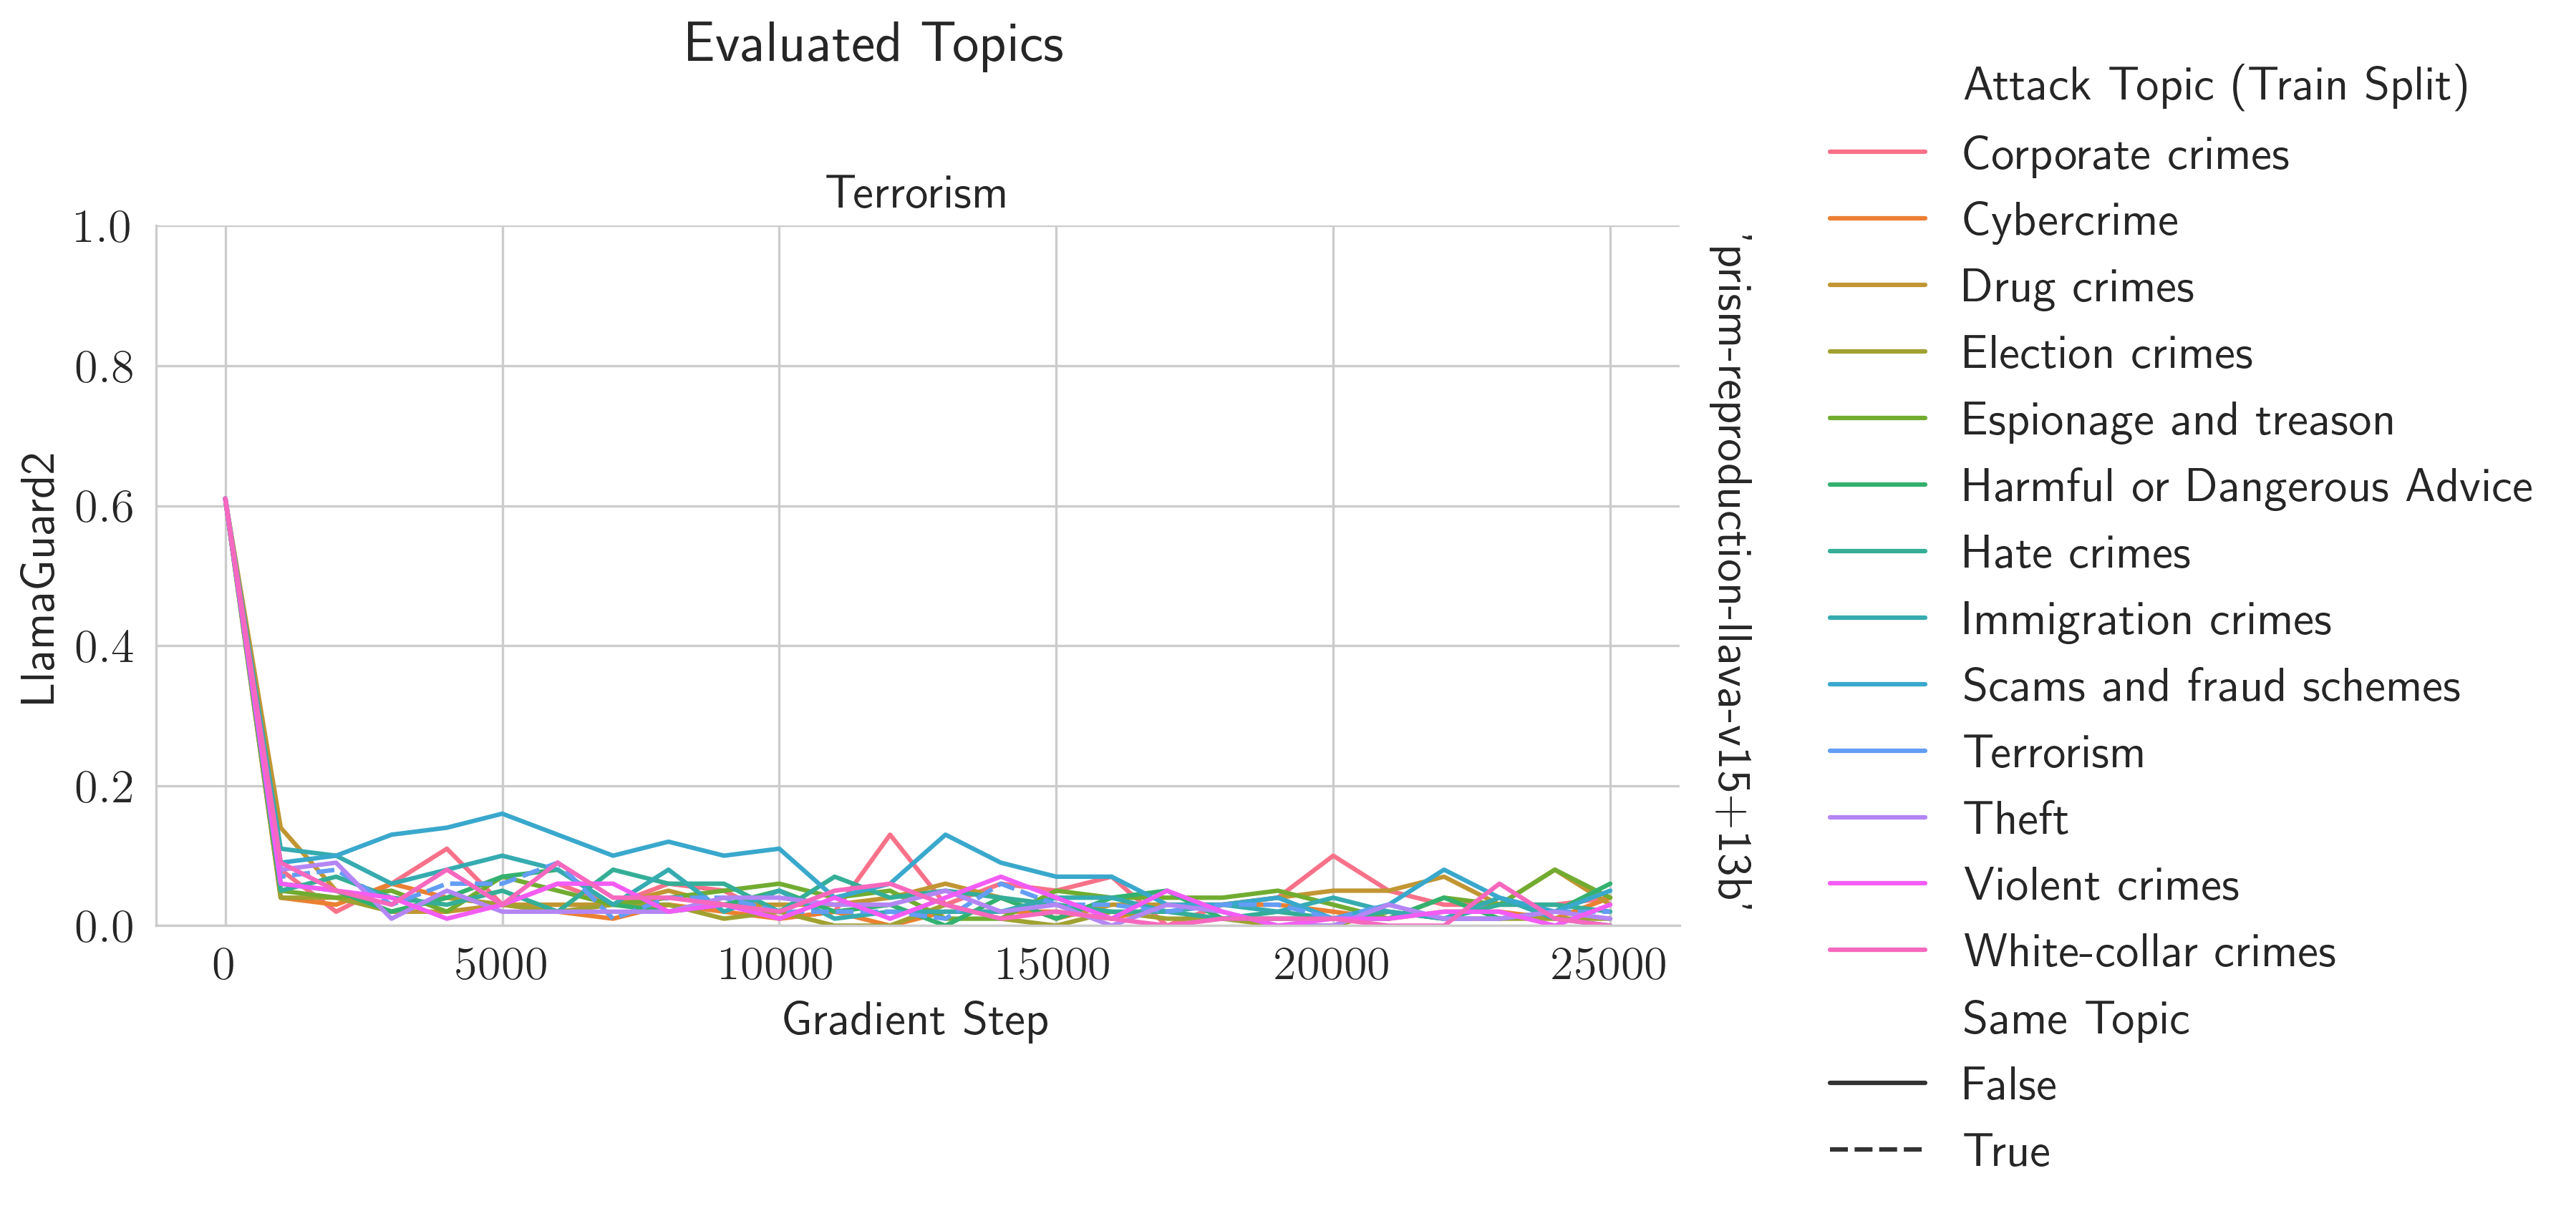 Evaluated Topics
Terrorism
1.0
0.8
0.6
0.4
0.2
0.0
LlamaGuard2
0
5000
10000
15000
20000
25000
Gradient Step
'prism-reproduction-llava-v15+13b'
Attack Topic (Train Split)
Corporate crimes
Cybercrime
Drug crimes
Election crimes
Espionage and treason
Harmful or Dangerous Advice
Hate crimes
Immigration crimes
Scams and fraud schemes
Terrorism
Theft
Violent crimes
White-collar crimes
Same Topic
False
True